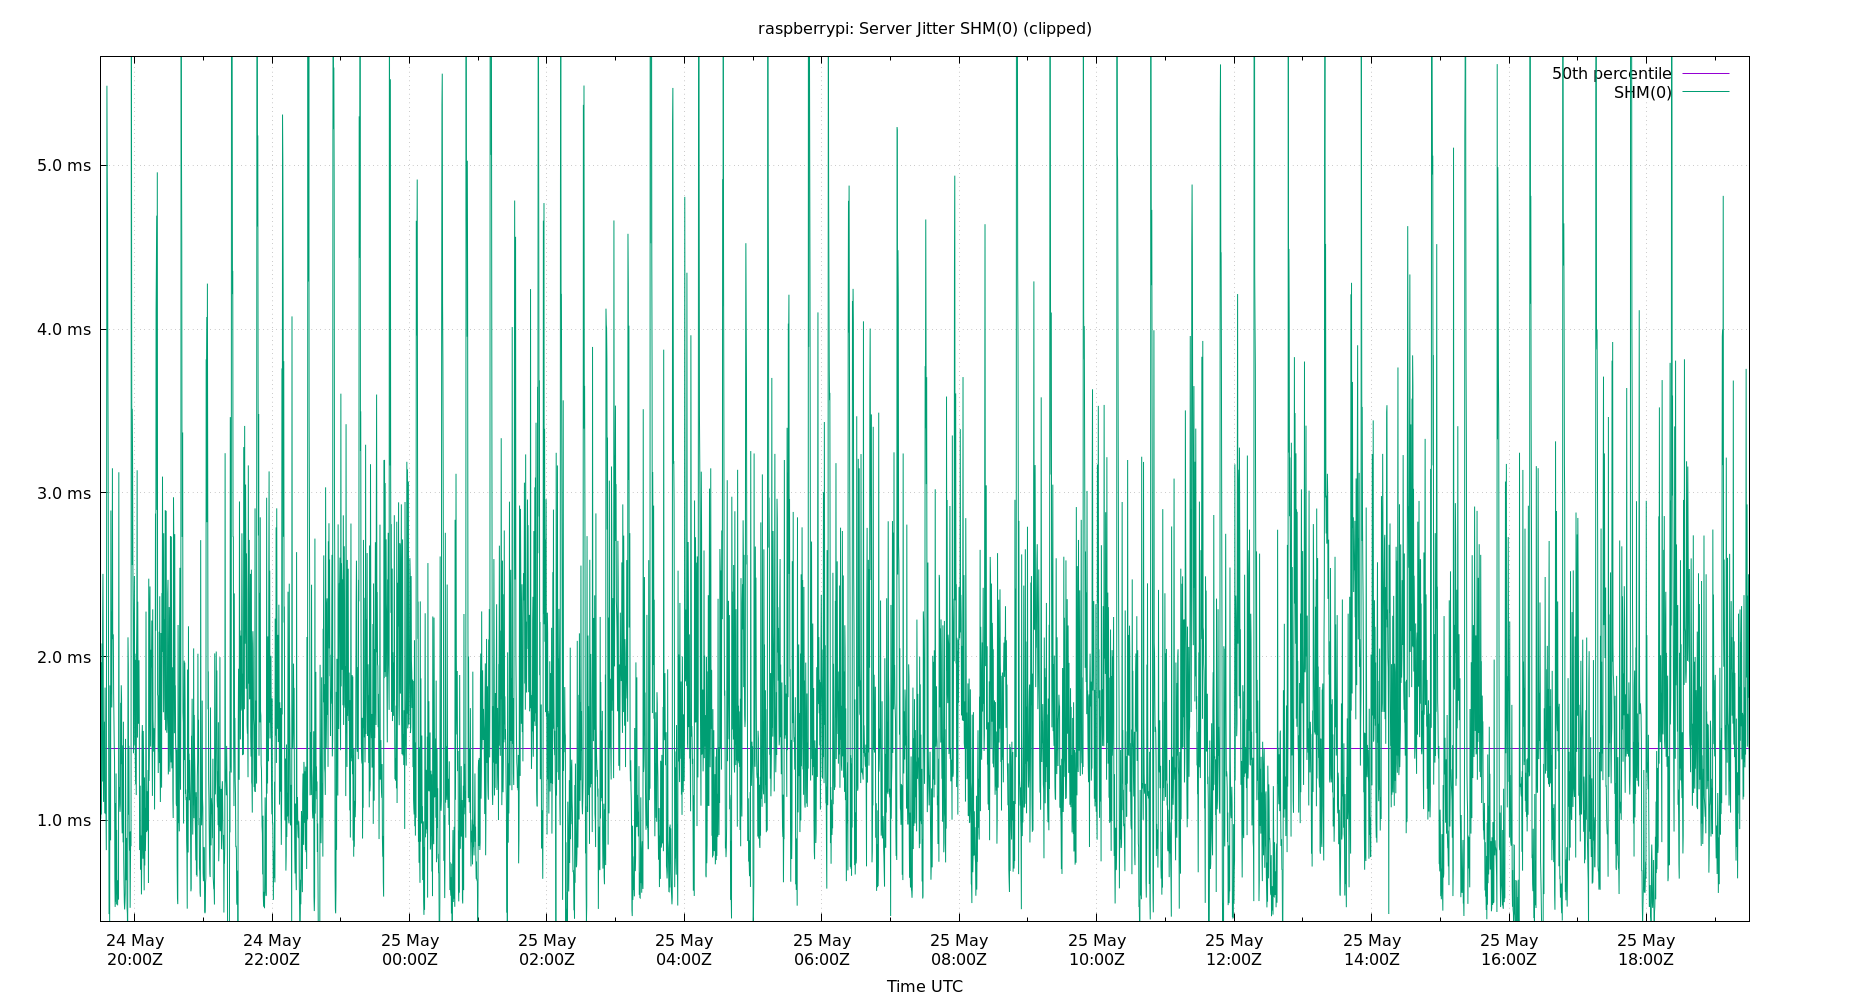 raspberrypi: Server Jitter SHM(0) (clipped)
50th percentile
SHM(0)
5.0 ms
4.0 ms
3.0 ms
2.0 ms
1.0 ms
24 May 24 May 25 May 25 May 25 May 25 May 25 May 25 May 25 May 25 May 25 May 25 May
20:00Z 22:00Z 00:00Z 02:00Z 04:00Z 06:00Z 08:00Z 10:00Z 12:00Z 14:00Z 16:00Z 18:00Z
Time UTC